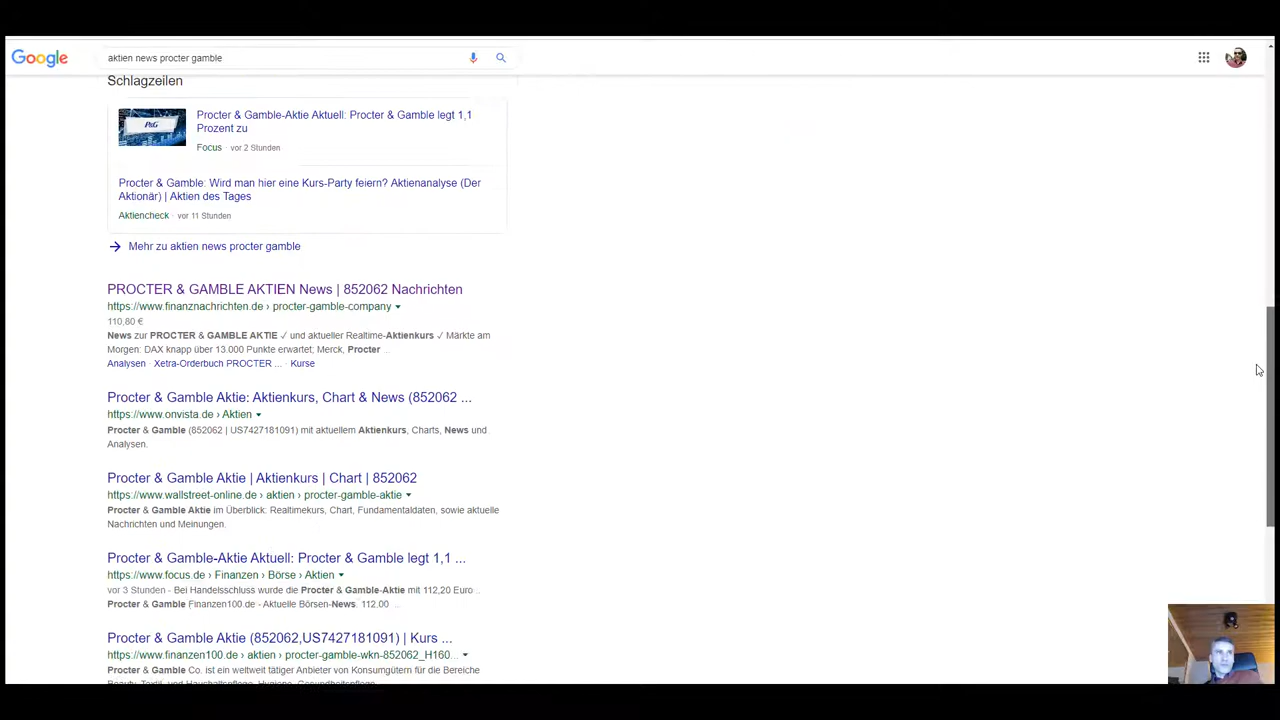 Google
aktien news procter gamble
Schlagzeilen
P&G
Procter & Gamble-Aktie Aktuell: Procter & Gamble legt 1,1
Prozent zu
Focus · vor 2 Stunden
Procter & Gamble: Wird man hier eine Kurs-Party feiern? Aktienanalyse (Der
Aktionär) | Aktien des Tages
Aktiencheck · vor 11 Stunden
Mehr zu aktien news procter gamble
PROCTER & GAMBLE AKTIEN News | 852062 Nachrichten
https://www.finanznachrichten.de › procter-gamble-company
110,80 €
News zur PROCTER & GAMBLE AKTIE ✓ und aktueller Realtime-Aktienkurs ✓ Märkte am
Morgen: DAX knapp über 13.000 Punkte erwartet; Merck, Procter ...
Analysen · Xetra-Orderbuch PROCTER ... · Kurse
Procter & Gamble Aktie: Aktienkurs, Chart & News (852062 ...
https://www.onvista.de › Aktien
Procter & Gamble (852062 | US7427181091) mit aktuellem Aktienkurs, Charts, News und
Analysen.
Procter & Gamble Aktie | Aktienkurs | Chart | 852062
https://www.wallstreet-online.de › aktien › procter-gamble-aktie
Procter & Gamble Aktie im Überblick: Realtimekurs, Chart, Fundamentaldaten, sowie aktuelle
Nachrichten und Meinungen.
Procter & Gamble-Aktie Aktuell: Procter & Gamble legt 1,1 ...
https://www.focus.de › Finanzen › Börse › Aktien
vor 3 Stunden - Bei Handelsschluss wurde die Procter & Gamble-Aktie mit 112,20 Euro ..
Procter & Gamble Finanzen100.de - Aktuelle Börsen-News. 112.00 ...
Procter & Gamble Aktie (852062,US7427181091) | Kurs ...
https://www.finanzen100.de › aktien › procter-gamble-wkn-852062_H160...
Procter & Gamble Co. ist ein weltweit tätiger Anbieter von Konsumgütern für die Bereiche
Beauty, Textil- und Haushaltspflege, Hygiene, Gesundheitspflege